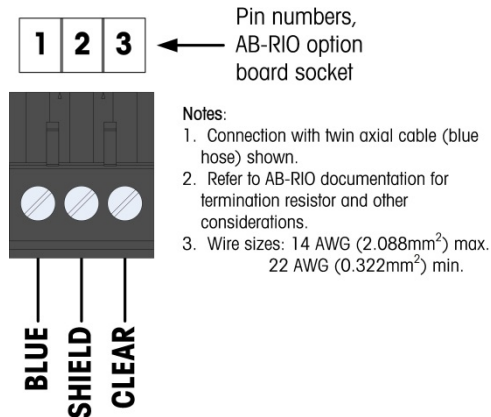 1 2 3
Pin numbers,
AB-RIO option
board socket
Notes:
1. Connection with twin axial cable (blue
hose) shown.
2. Refer to AB-RIO documentation for
termination resistor and other
considerations.
3. Wire sizes: 14 AWG (2.088mm²) max.
22 AWG (0.322mm²) min.
BLUE
SHIELD
CLEAR